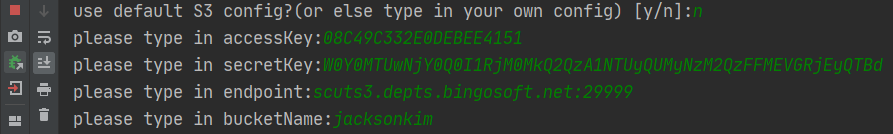 use default S3 config?(or else type in your own config) [y/n]:n
please type in accessKey:08C49C332E0DEBEE4151
please type in secretKey:W0Y0MTUwNjY0Q0I1RjM0MkQ2QzA1NTUyQUMyNzM2QzFFMEVGRjEyQTBd
please type in endpoint:scuts3.depts.bingosoft.net:29999
please type in bucketName:jacksonkim